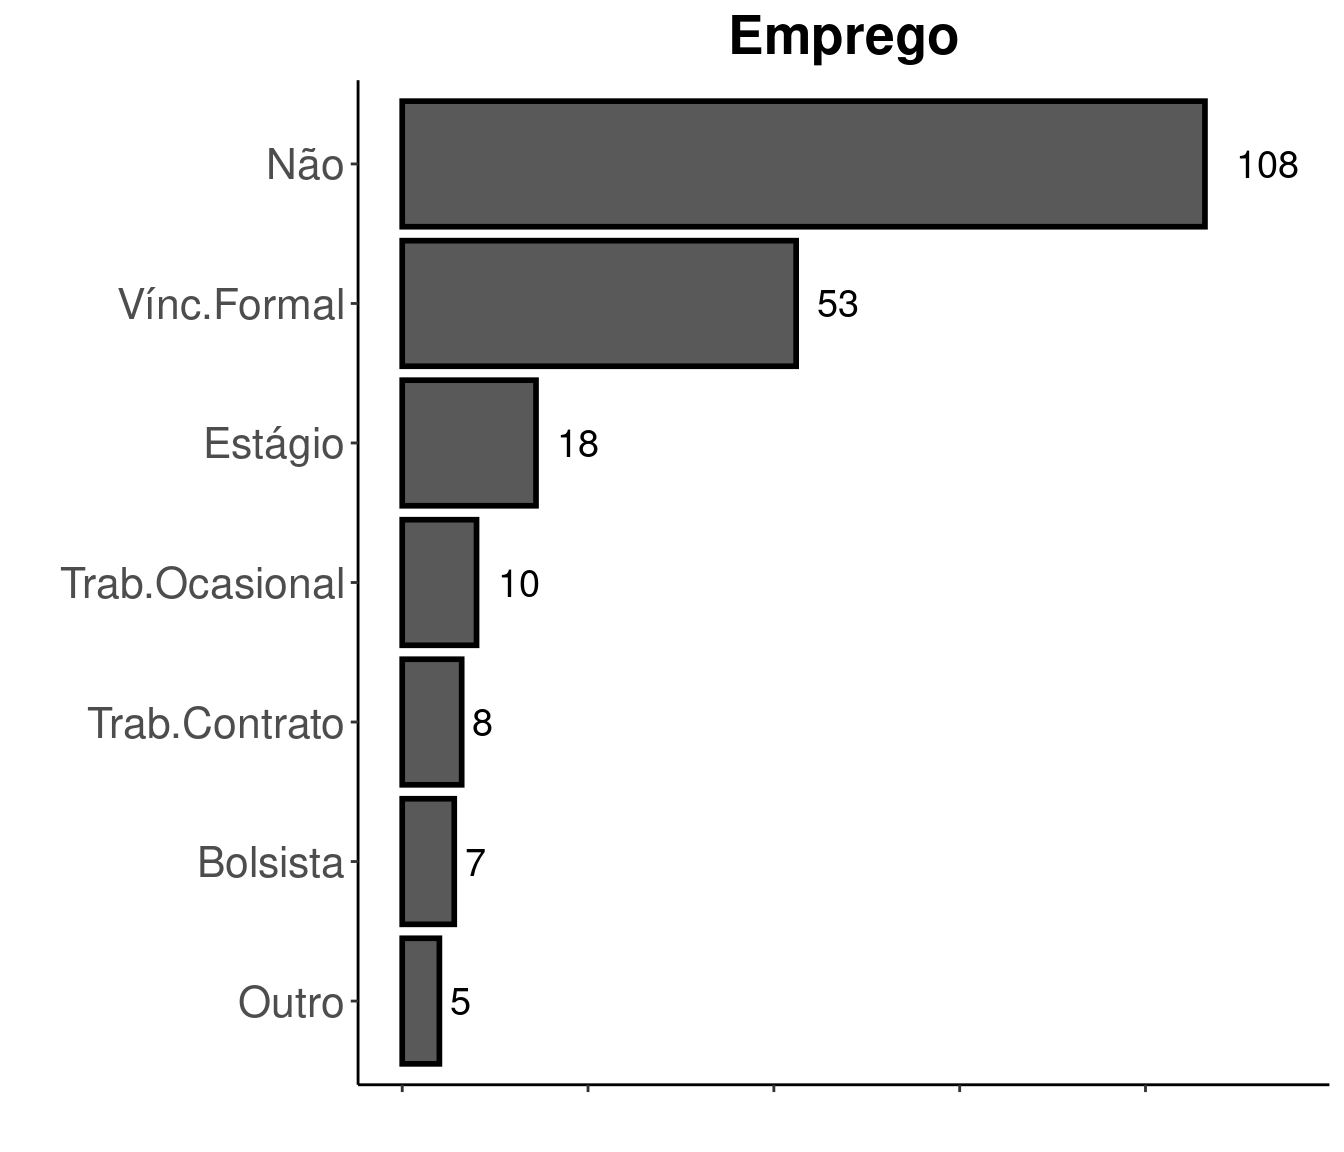 Emprego
Não 108
Vínc.Formal 53
Estágio 18
Trab.Ocasional 10
Trab.Contrato 8
Bolsista 7
Outro 5